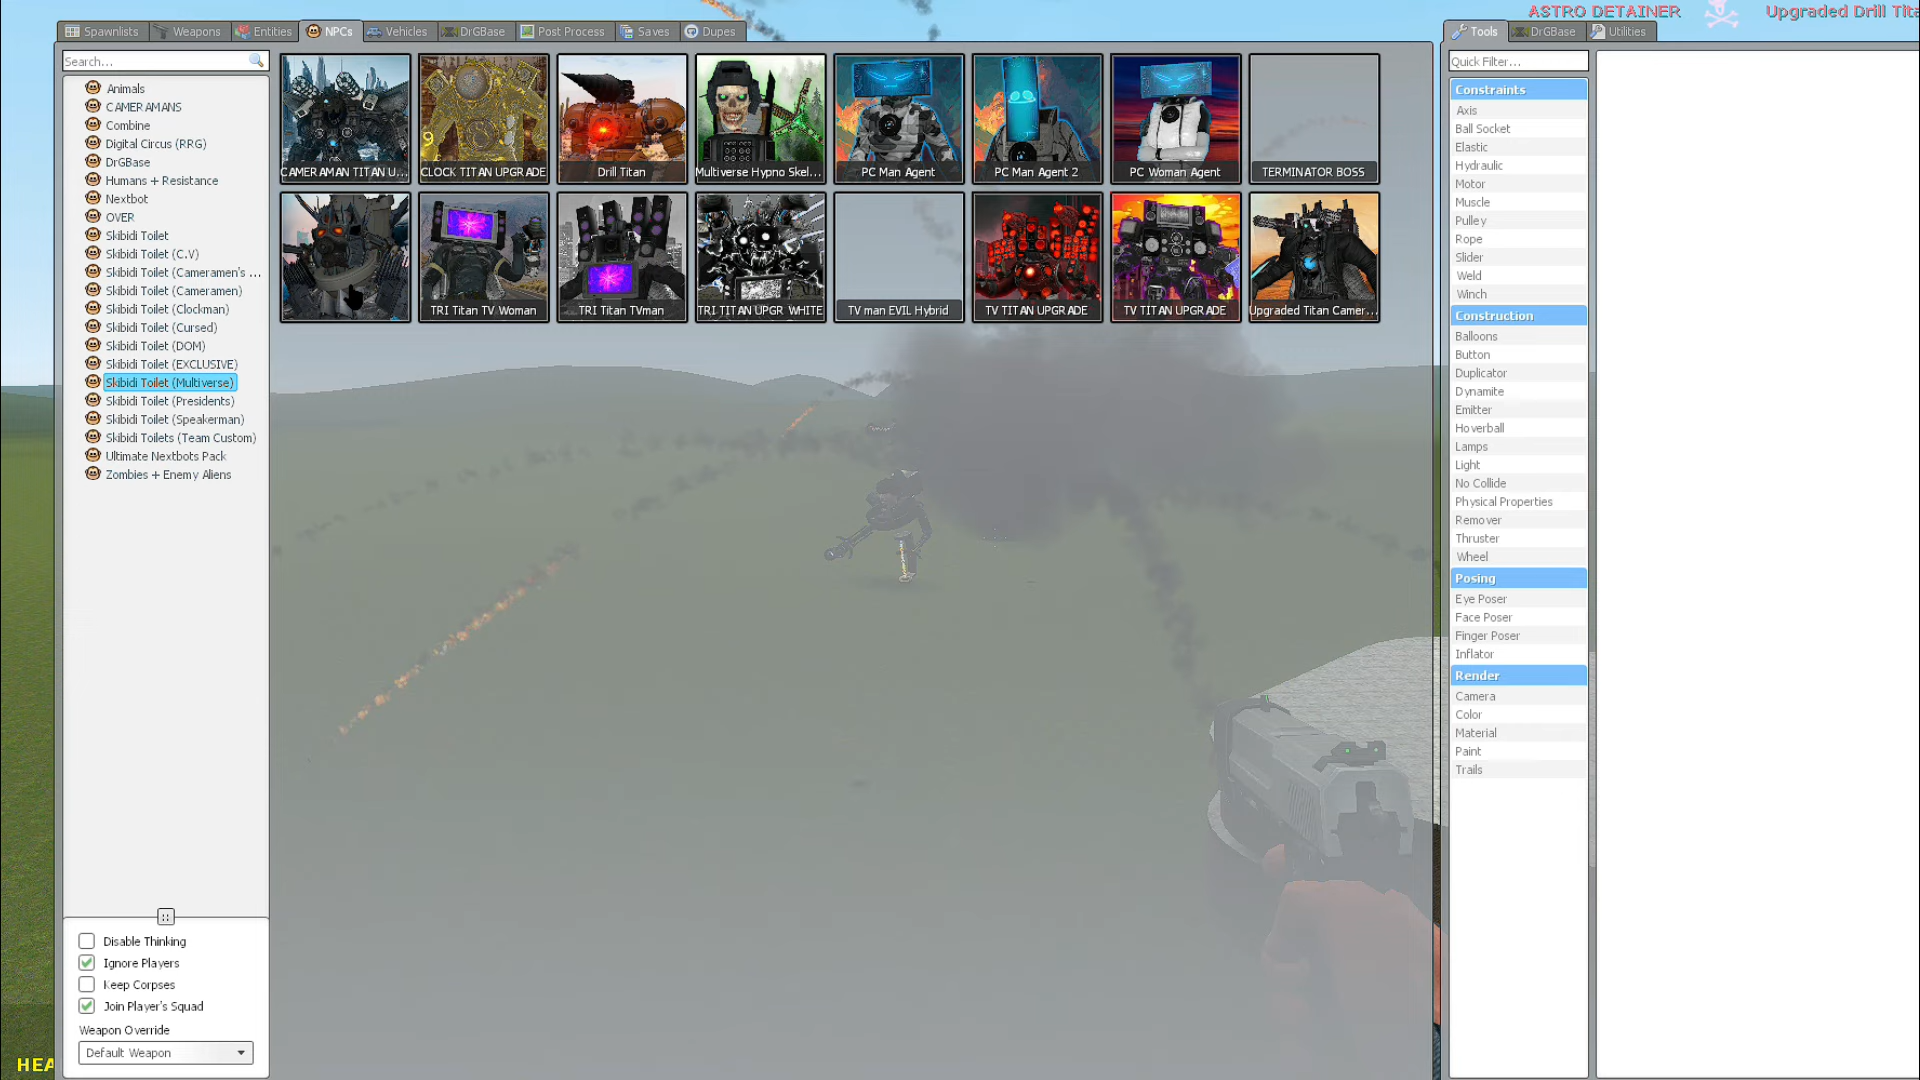 ASTRO DETAINER
Upgraded Drill Tita
Spawnlists
Weapons
Entities
NPCs
Vehicles
DrGBase
Post Process
Saves
Dupes
Tools
DrGBase
Utilities
Search...
Animals
CAMERAMANS
Combine
Digital Circus (RRG)
DrGBase
Humans + Resistance
Nextbot
OVER
Skibidi Toilet
Skibidi Toilet (C.V)
Skibidi Toilet (Cameramen's ...
Skibidi Toilet (Cameramen)
Skibidi Toilet (Clockman)
Skibidi Toilet (Cursed)
Skibidi Toilet (DOM)
Skibidi Toilet (EXCLUSIVE)
Skibidi Toilet (Multiverse)
Skibidi Toilet (Presidents)
Skibidi Toilet (Speakerman)
Skibidi Toilets (Team Custom)
Ultimate Nextbots Pack
Zombies + Enemy Aliens
Disable Thinking
Ignore Players
Keep Corpses
Join Player's Squad
Weapon Override
Default Weapon
HEA
CAMERAMAN TITAN U...
9
CLOCK TITAN UPGRADE
Drill Titan
Multiverse Hypno Skel...
PC Man Agent
PC Man Agent 2
PC Woman Agent
TERMINATOR BOSS
TRI Titan TV Woman
TRI Titan TVman
TRI TITAN UPGR WHITE
TV man EVIL Hybrid
TV TITAN UPGRADE
TV TITAN UPGRADE
Upgraded Titan Camer...
Quick Filter...
Constraints
Axis
Ball Socket
Elastic
Hydraulic
Motor
Muscle
Pulley
Rope
Slider
Weld
Winch
Construction
Balloons
Button
Duplicator
Dynamite
Emitter
Hoverball
Lamps
Light
No Collide
Physical Properties
Remover
Thruster
Wheel
Posing
Eye Poser
Face Poser
Finger Poser
Inflator
Render
Camera
Color
Material
Paint
Trails